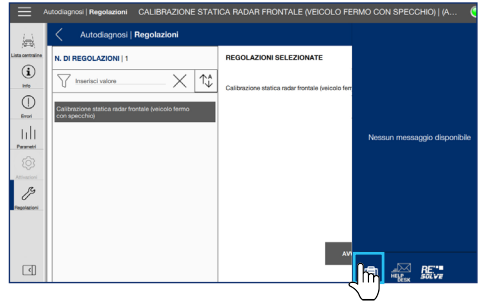 Autodiagnosi | Regolazioni CALIBRAZIONE STATICA RADAR FRONTALE (VEICOLO FERMO CON SPECCHIO) | (A...
Autodiagnosi | Regolazioni
Lista centraline
Info
Errori
Parametri
Attivazioni
Regolazioni
N. DI REGOLAZIONI | 1
Inserisci valore
Calibrazione statica radar frontale (veicolo fermo
con specchio)
REGOLAZIONI SELEZIONATE
Calibrazione statica radar frontale (veicolo fer
AV
Nessun messaggio disponibile
HELP
DESK
RE
SOLVE